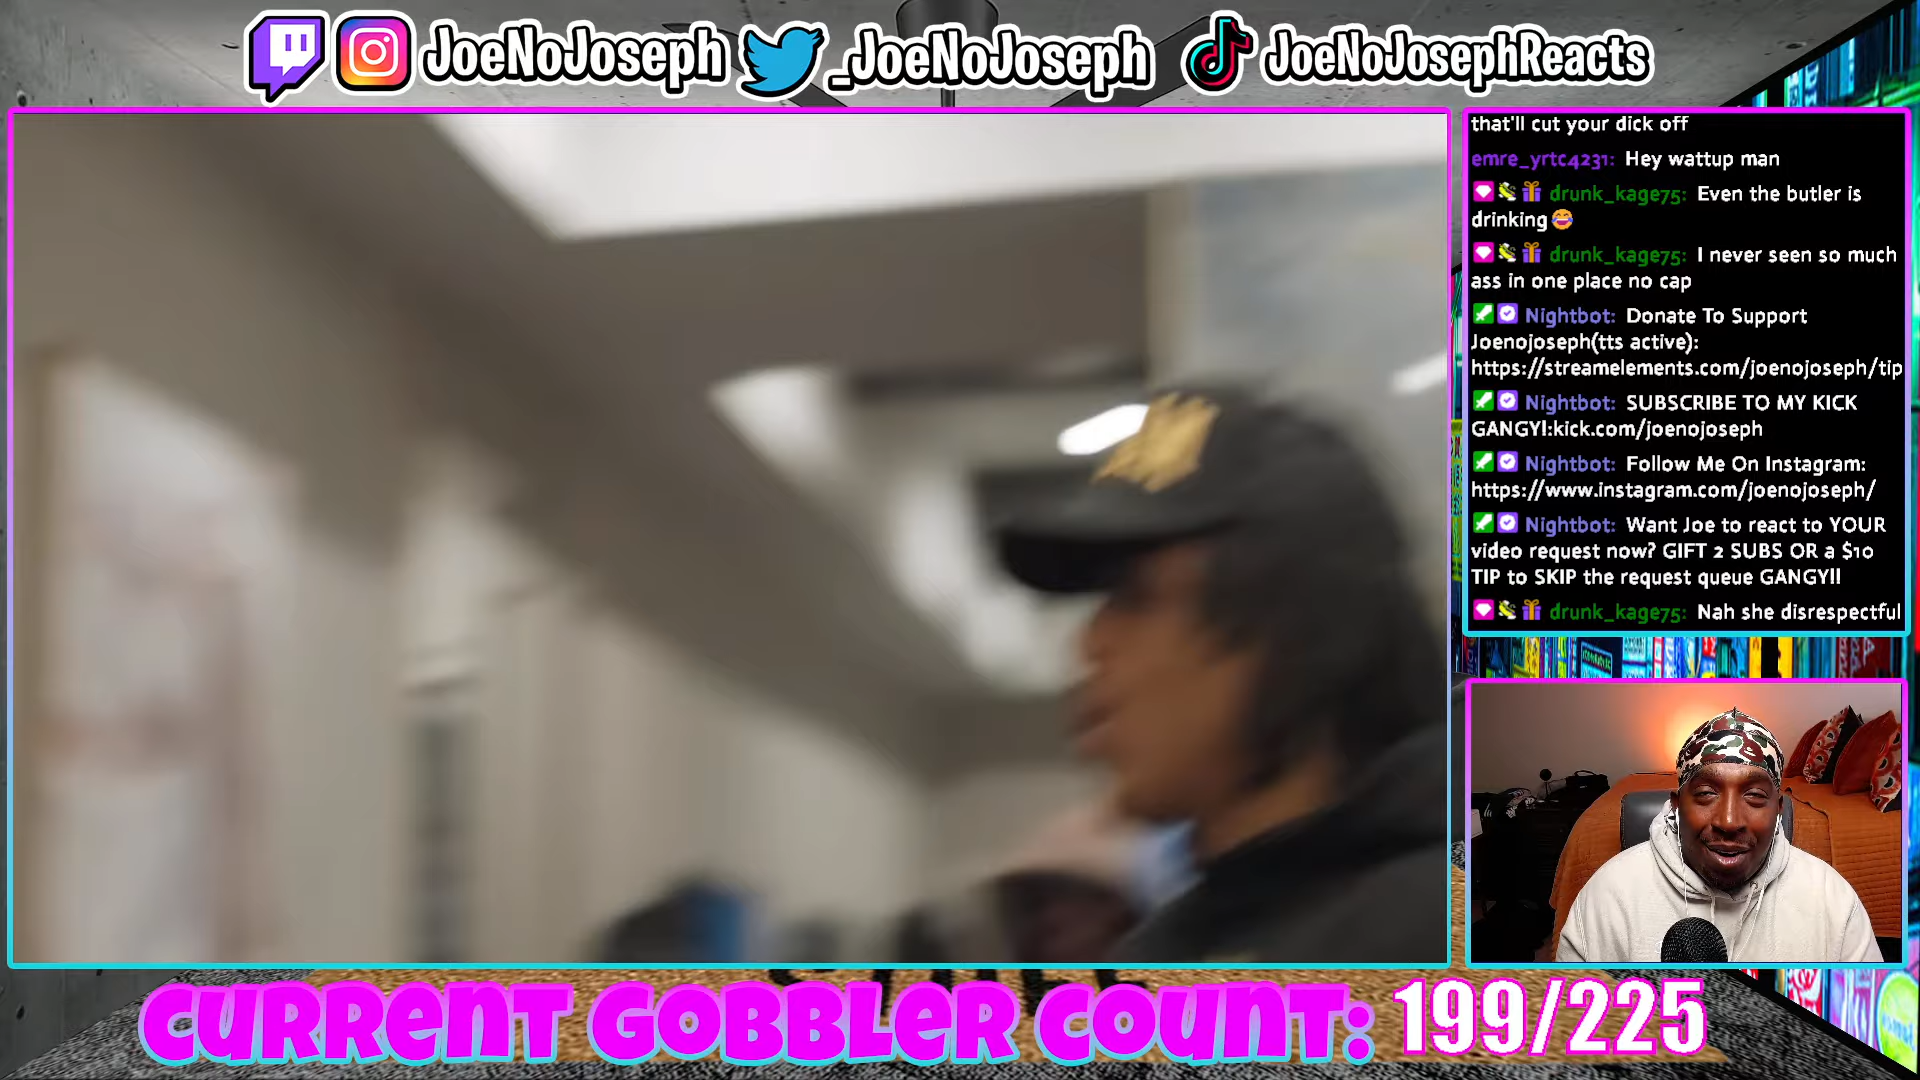 JoeNoJoseph _JoeNoJoseph JoeNoJosephReacts
that'll cut your dick off
emre_yrtc4231: Hey wattup man
drunk_kage75: Even the butler is
drinking😂
drunk_kage75: I never seen so much
ass in one place no cap
Nightbot: Donate To Support
Joenojoseph(tts active):
https://streamelements.com/joenojoseph/tip
Nightbot: SUBSCRIBE TO MY KICK
GANGY!:kick.com/joenojoseph
Nightbot: Follow Me On Instagram:
https://www.instagram.com/joenojoseph/
Nightbot: Want Joe to react to YOUR
video request now? GIFT 2 SUBS OR a $10
TIP to SKIP the request queue GANGY!!
drunk_kage75: Nah she disrespectful
CURRENT GOBBLER COUNT: 199/225